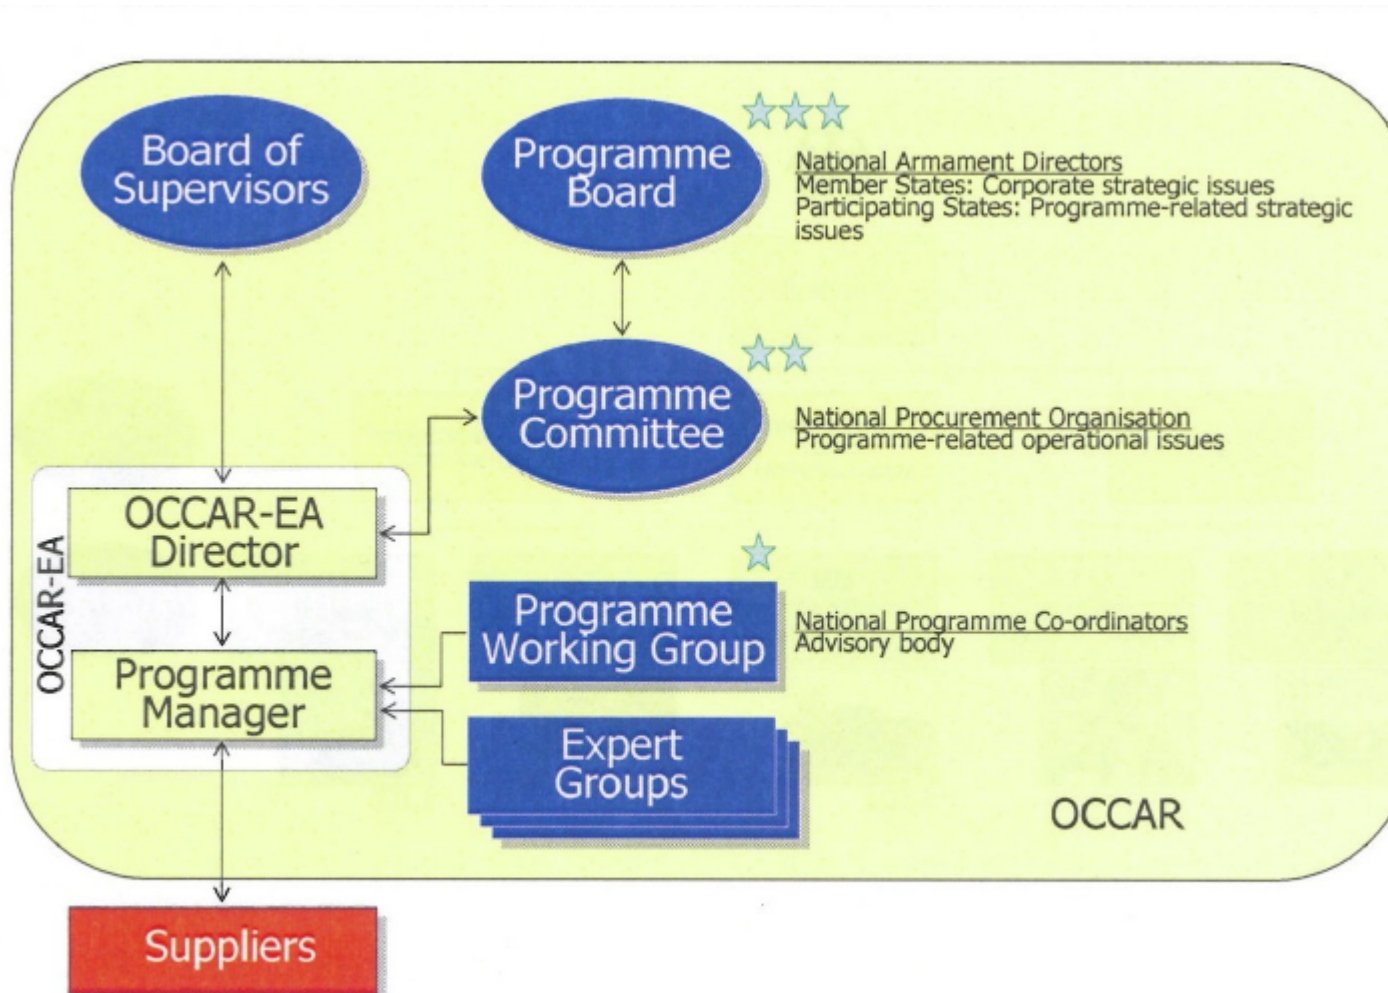 Board of
Supervisors
Programme
Board
National Armament Directors
Member States: Corporate strategic issues
Participating States: Programme-related strategic
issues
Programme
Committee
National Procurement Organisation
Programme-related operational issues
OCCAR-EA
OCCAR-EA
Director
Programme
Working Group
National Programme Co-ordinators
Advisory body
Programme
Manager
Expert
Groups
OCCAR
Suppliers